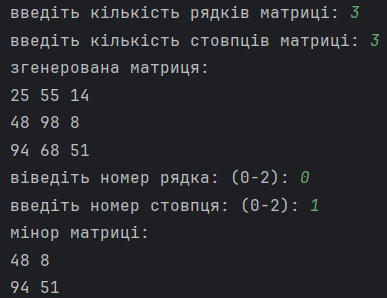 введіть кількість рядків матриці: 3
введіть кількість стовпців матриці: 3
згенерована матриця:
25 55 14
48 98 8
94 68 51
віведіть номер рядка: (0-2): 0
введіть номер стовпця: (0-2): 1
мінор матриці:
48 8
94 51